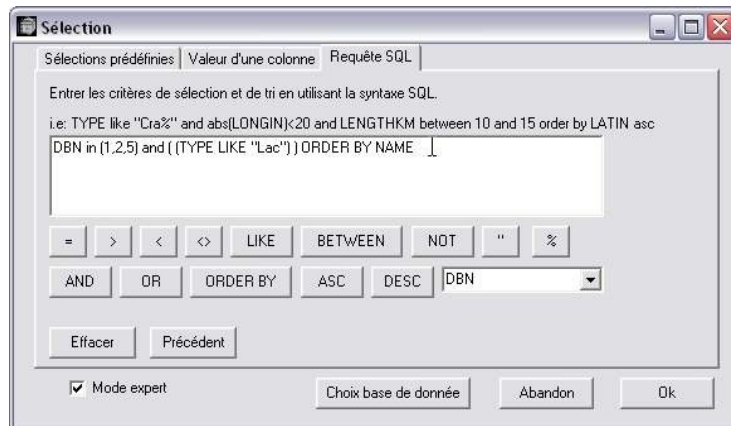 Sélection
Sélections prédéfinies Valeur d'une colonne Requête SQL
Entrer les critères de sélection et de tri en utilisant la syntaxe SQL.
i.e: TYPE like "Cra%" and abs(LONGIN)<20 and LENGTHKM between 10 and 15 order by LATIN asc
DBN in (1,2,5) and ( (TYPE LIKE "Lac") ) ORDER BY NAME
= > < <> LIKE BETWEEN NOT " %
AND OR ORDER BY ASC DESC DBN
Effacer Précédent
Mode expert Choix base de donnée Abandon Ok